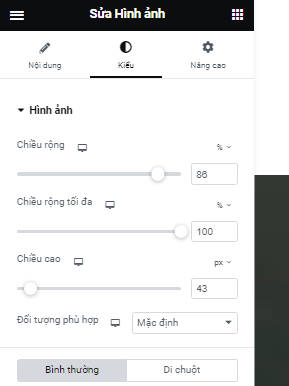 Sửa Hình ảnh
Nội dung Kiểu Nâng cao
Hình ảnh
Chiều rộng %
86
Chiều rộng tối đa %
100
Chiều cao px
43
Đối tượng phù hợp Mặc định
Bình thường Di chuột